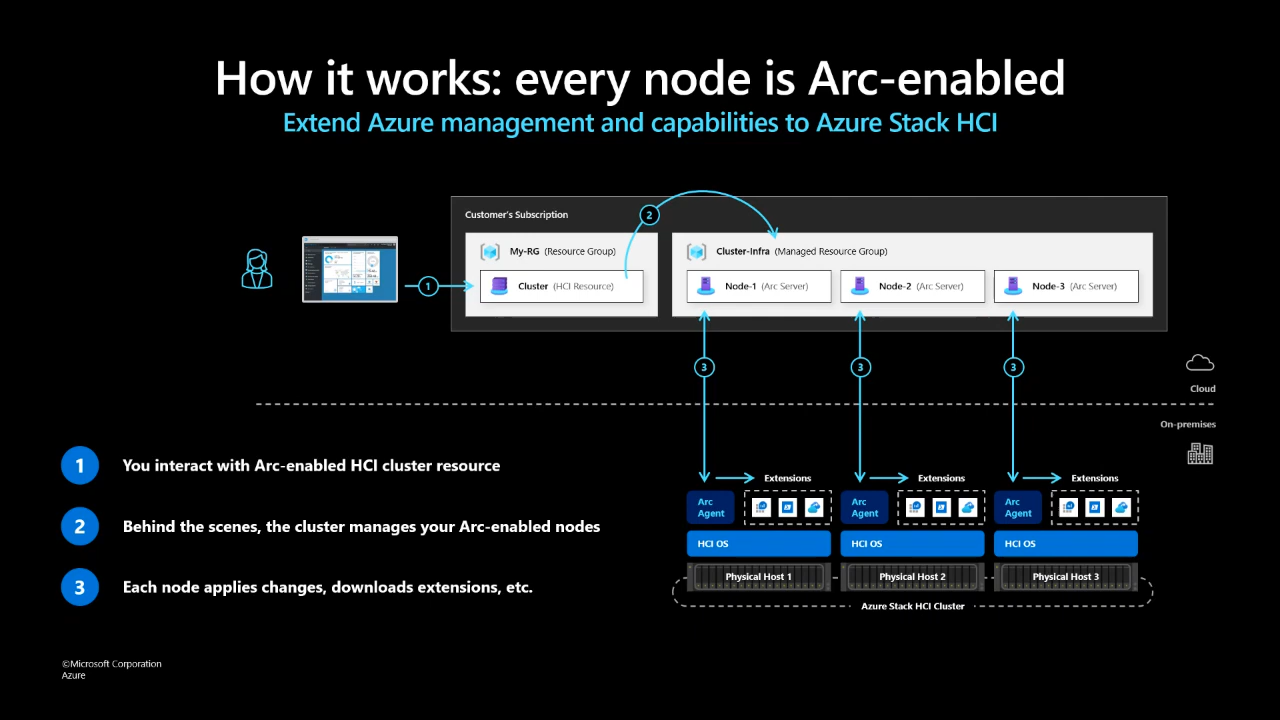 How it works: every node is Arc-enabled
Extend Azure management and capabilities to Azure Stack HCI
Customer's Subscription
2
My-RG (Resource Group)
Cluster-Infra (Managed Resource Group)
1
Cluster (HCI Resource)
Node-1 (Arc Server)
Node-2 (Arc Server)
Node-3 (Arc Server)
3
3
3
Cloud
On-premises
1
You interact with Arc-enabled HCI cluster resource
2
Behind the scenes, the cluster manages your Arc-enabled nodes
3
Each node applies changes, downloads extensions, etc.
Extensions
Extensions
Extensions
Arc
Agent
Arc
Agent
Arc
Agent
HCI OS
HCI OS
HCI OS
Physical Host 1
Physical Host 2
Physical Host 3
Azure Stack HCI Cluster
©Microsoft Corporation
Azure